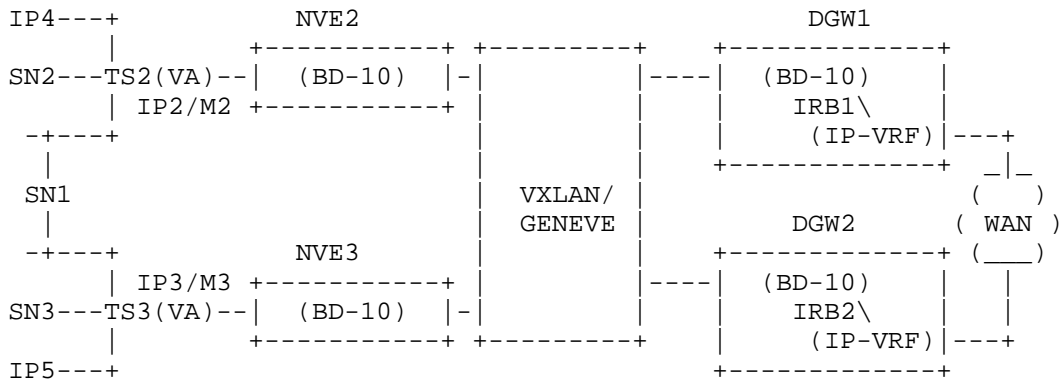 IP4---+           NVE2                            DGW1
      |       +-----------+ +---------+    +-------------+
SN2---TS2(VA)--|  (BD-10)  |-|         |----|  (BD-10)    |
      | IP2/M2 +-----------+ |         |    |    IRB1\    |
 -+---+                      |         |    |     (IP-VRF)|---+
  |                          |         |    +-------------+  _|_
 SN1                         |  VXLAN/ |                    (   )
  |                          |  GENEVE |         DGW2      ( WAN )
 -+---+           NVE3       |         |    +-------------+ (___)
      | IP3/M3 +-----------+ |         |----|  (BD-10)    |   |
SN3---TS3(VA)--|  (BD-10)  |-|         |    |    IRB2\    |   |
      |        +-----------+ +---------+    |     (IP-VRF)|---+
IP5---+                                     +-------------+